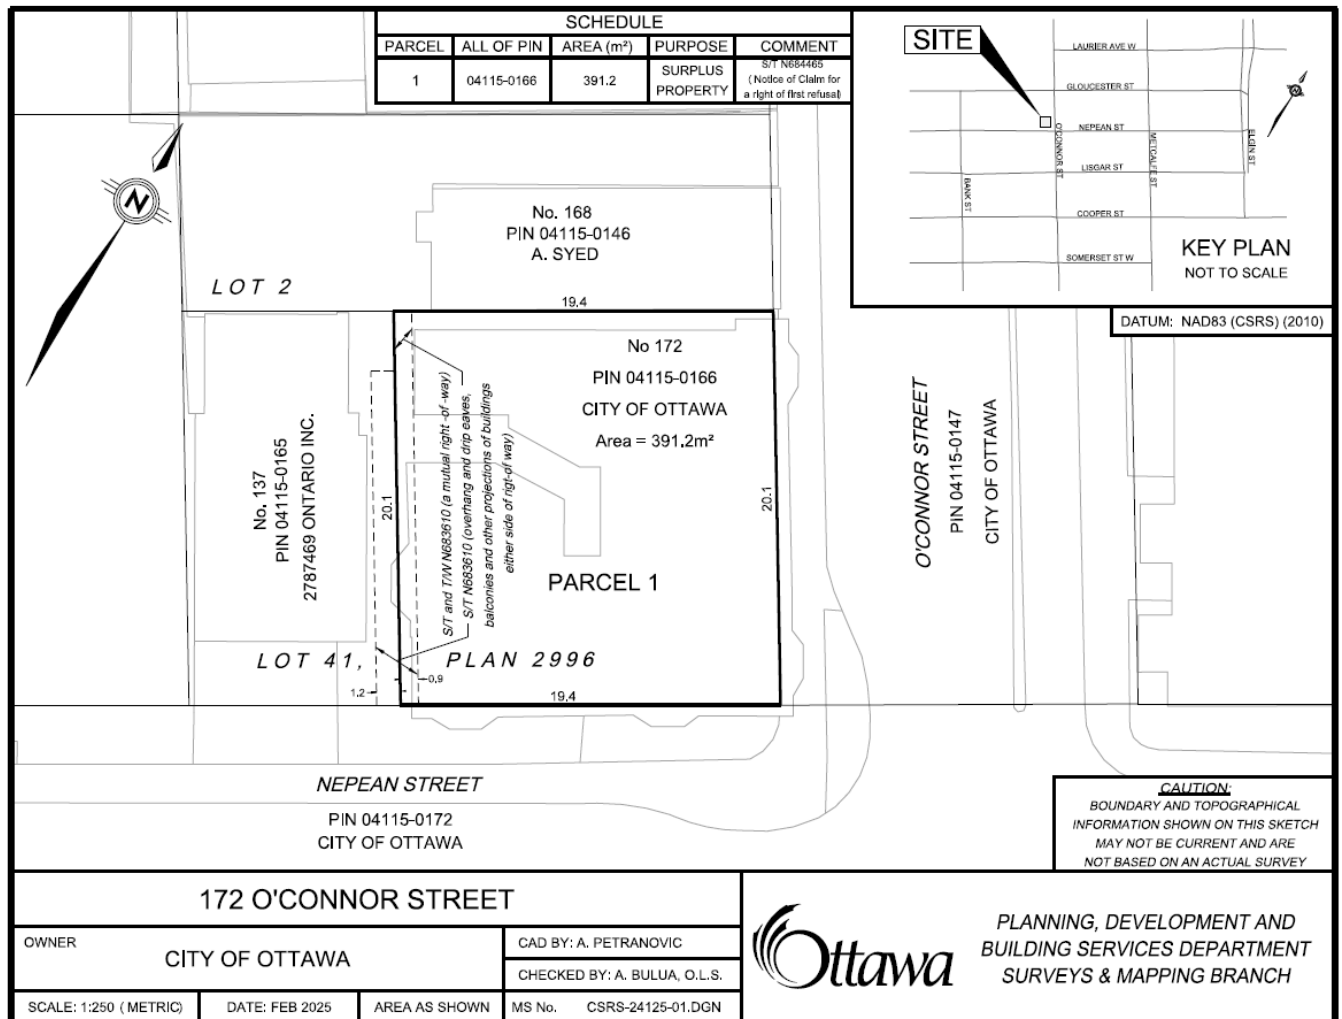 SCHEDULE
PARCEL ALL OF PIN AREA (m²) PURPOSE COMMENT
1 04115-0166 391.2 SURPLUS PROPERTY S/T N684465 ( Notice of Claim for a right of first refusal)
SITE
LAURIER AVE W
GLOUCESTER ST
NEPEAN ST
LISGAR ST
COOPER ST
SOMERSET ST W
BANK ST
O'CONNOR ST
METCALFE ST
ELGIN ST
N
KEY PLAN
NOT TO SCALE
DATUM: NAD83 (CSRS) (2010)
N
No. 168
PIN 04115-0146
A. SYED
LOT 2
19.4
No 172
PIN 04115-0166
CITY OF OTTAWA
Area = 391.2m²
No. 137
PIN 04115-0165
2787469 ONTARIO INC.
20.1
S/T and T/W N683610 (a mutual right -of -way)
S/T N683610 (overhang and drip eaves,
balconies and other projections of buildings
either side of rigt-of way)
20.1
PARCEL 1
O'CONNOR STREET
PIN 04115-0147
CITY OF OTTAWA
LOT 41, PLAN 2996
1.2
0.9
19.4
NEPEAN STREET
PIN 04115-0172
CITY OF OTTAWA
CAUTION:
BOUNDARY AND TOPOGRAPHICAL
INFORMATION SHOWN ON THIS SKETCH
MAY NOT BE CURRENT AND ARE
NOT BASED ON AN ACTUAL SURVEY
172 O'CONNOR STREET
OWNER
CITY OF OTTAWA
CAD BY: A. PETRANOVIC
CHECKED BY: A. BULUA, O.L.S.
SCALE: 1:250 ( METRIC) DATE: FEB 2025 AREA AS SHOWN MS No. CSRS-24125-01.DGN
Ottawa
PLANNING, DEVELOPMENT AND
BUILDING SERVICES DEPARTMENT
SURVEYS & MAPPING BRANCH